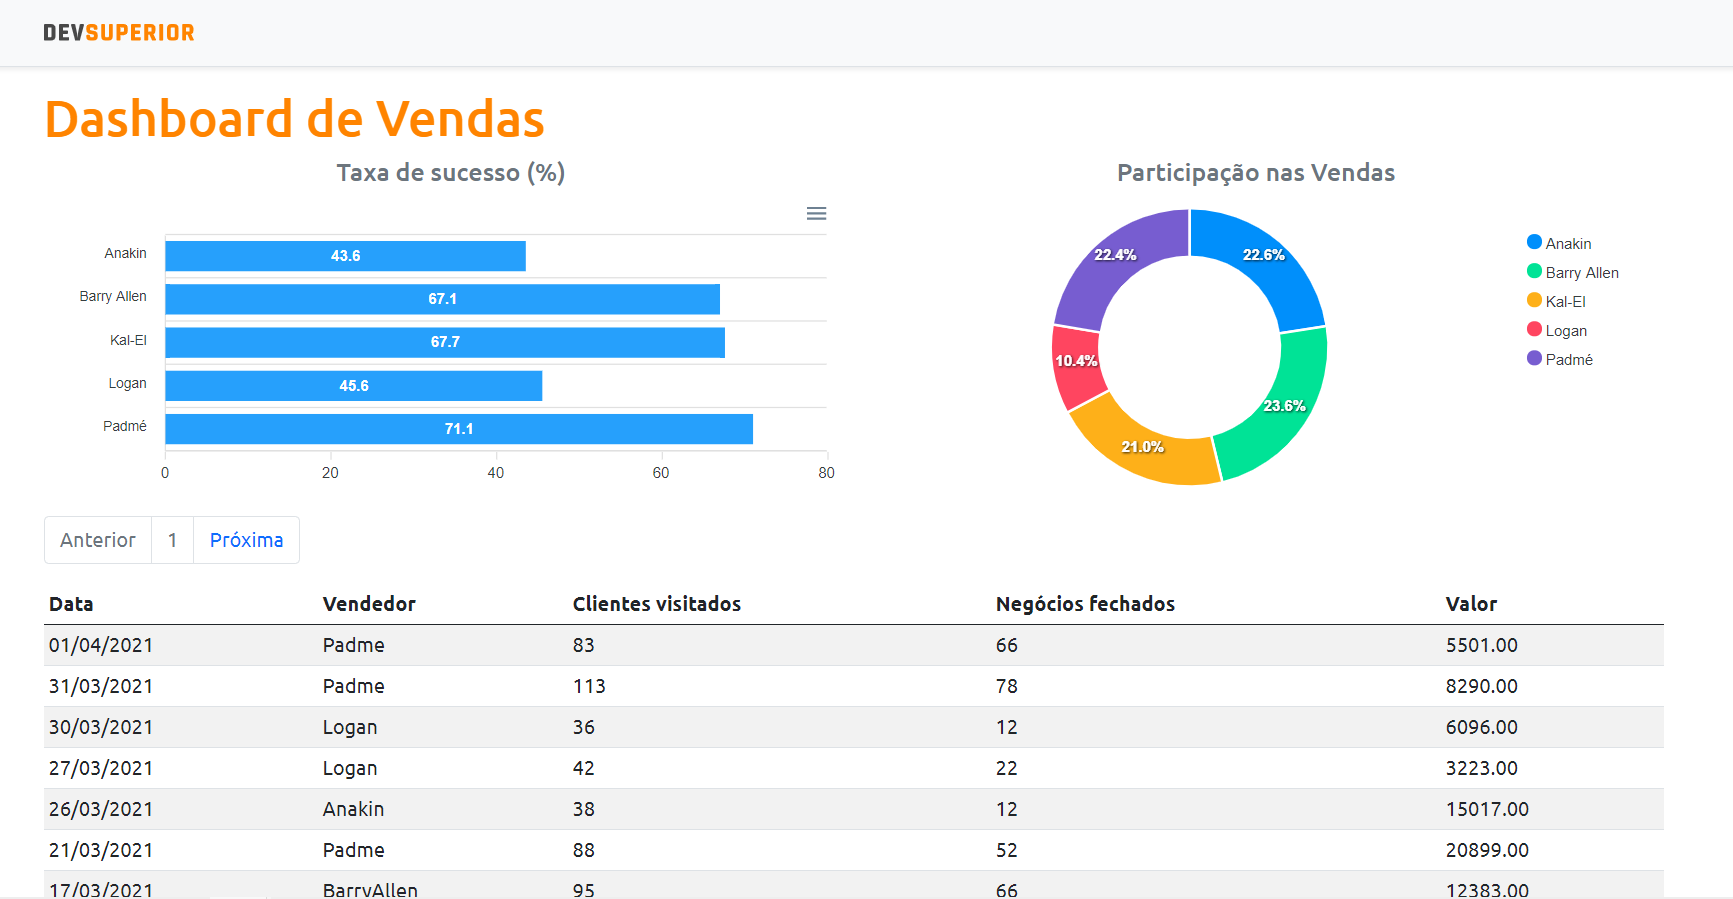 DEVSUPERIOR
Dashboard de Vendas
Taxa de sucesso (%)
Anakin 43.6
Barry Allen 67.1
Kal-El 67.7
Logan 45.6
Padmé 71.1
0 20 40 60 80
Participação nas Vendas
22.4% 22.6%
10.4%
23.6%
21.0%
Anakin
Barry Allen
Kal-El
Logan
Padmé
Anterior 1 Próxima
Data Vendedor Clientes visitados Negócios fechados Valor
01/04/2021 Padme 83 66 5501.00
31/03/2021 Padme 113 78 8290.00
30/03/2021 Logan 36 12 6096.00
27/03/2021 Logan 42 22 3223.00
26/03/2021 Anakin 38 12 15017.00
21/03/2021 Padme 88 52 20899.00
17/03/2021 BarryAllen 95 66 12383.00